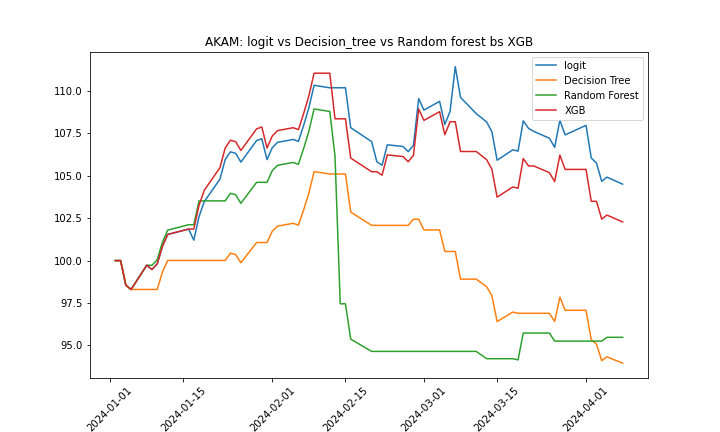 AKAM: logit vs Decision_tree vs Random forest bs XGB
logit
Decision Tree
Random Forest
XGB
110.0
107.5
105.0
102.5
100.0
97.5
95.0
2024-01-01
2024-01-15
2024-02-01
2024-02-15
2024-03-01
2024-03-15
2024-04-01